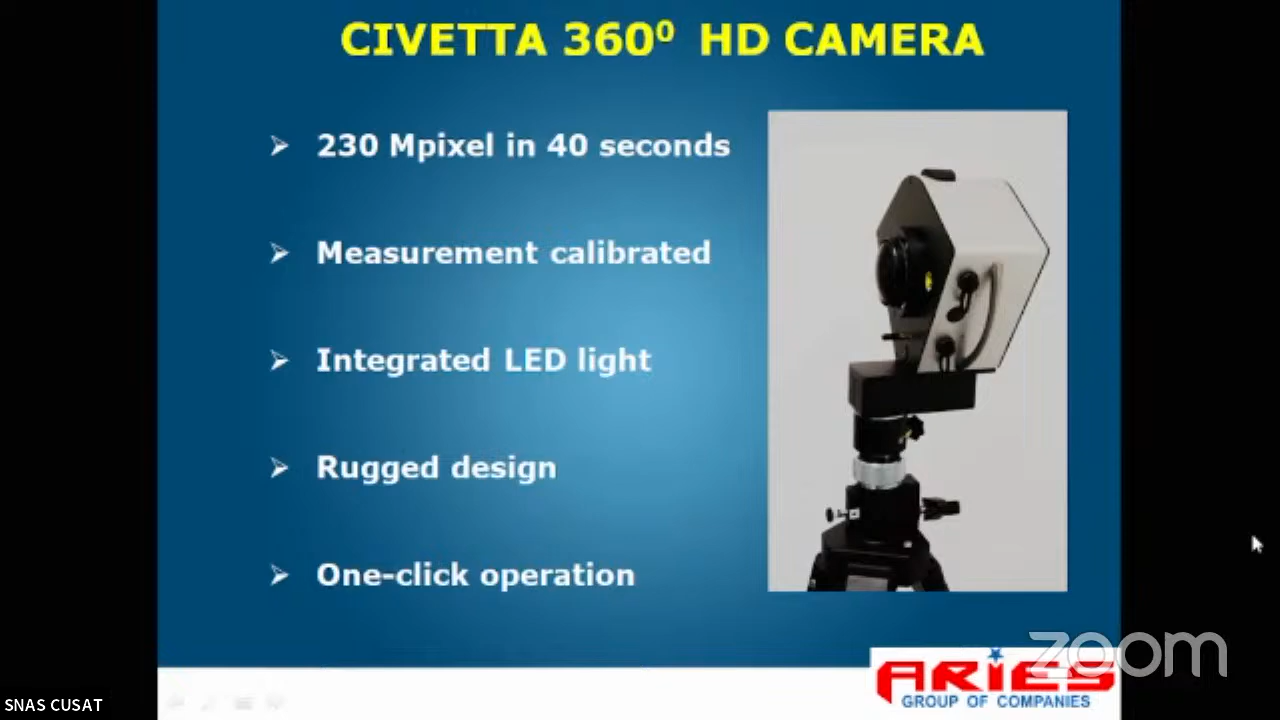 CIVETTA 360⁰ HD CAMERA
➢ 230 Mpixel in 40 seconds
➢ Measurement calibrated
➢ Integrated LED light
➢ Rugged design
➢ One-click operation
zoom
ARIES
GROUP OF COMPANIES
SNAS CUSAT